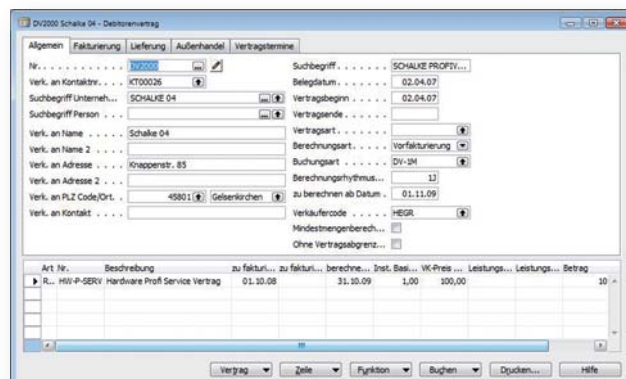 DV2000 Schalke 04 - Debitorenvertrag
Allgemein Fakturierung Lieferung Außenhandel Vertragstermine
Nr. . . . . . . . . . . . . DV2000
Verk. an Kontaktnr. . . KT00026
Suchbegriff Unterneh... SCHALKE 04
Suchbegriff Person . . .
Verk. an Name . . . . . Schalke 04
Verk. an Name 2 . . . .
Verk. an Adresse . . . . Knappenstr. 85
Verk. an Adresse 2 . . .
Verk. an PLZ Code/Ort. . 45801 Gelsenkirchen
Verk. an Kontakt . . . .
Suchbegriff . . . . . . . SCHALKE PROFIV...
Belegdatum . . . . . . 02.04.07
Vertragsbeginn . . . . . 02.04.07
Vertragsende . . . . . .
Vertragsart . . . . . . .
Berechnungsart . . . . . Vorfakturierung
Buchungsart . . . . . . DV-1M
Berechnungsrhythmus... 1J
zu berechnen ab Datum . 01.11.09
Verkäufercode . . . . . HEGR.
Mindestmengenberech...
Ohne Vertragsabgrenz...
Art Nr. Beschreibung zu fakturi... zu fakturi... berechne... Inst. Basi... VK-Preis ... Leistungs... Leistungs... Betrag
R... HW-P-SERV Hardware Profi Service Vertrag 01.10.08 31.10.09 1,00 100,00 10
Vertrag Zeile Funktion Buchen Drucken... Hilfe